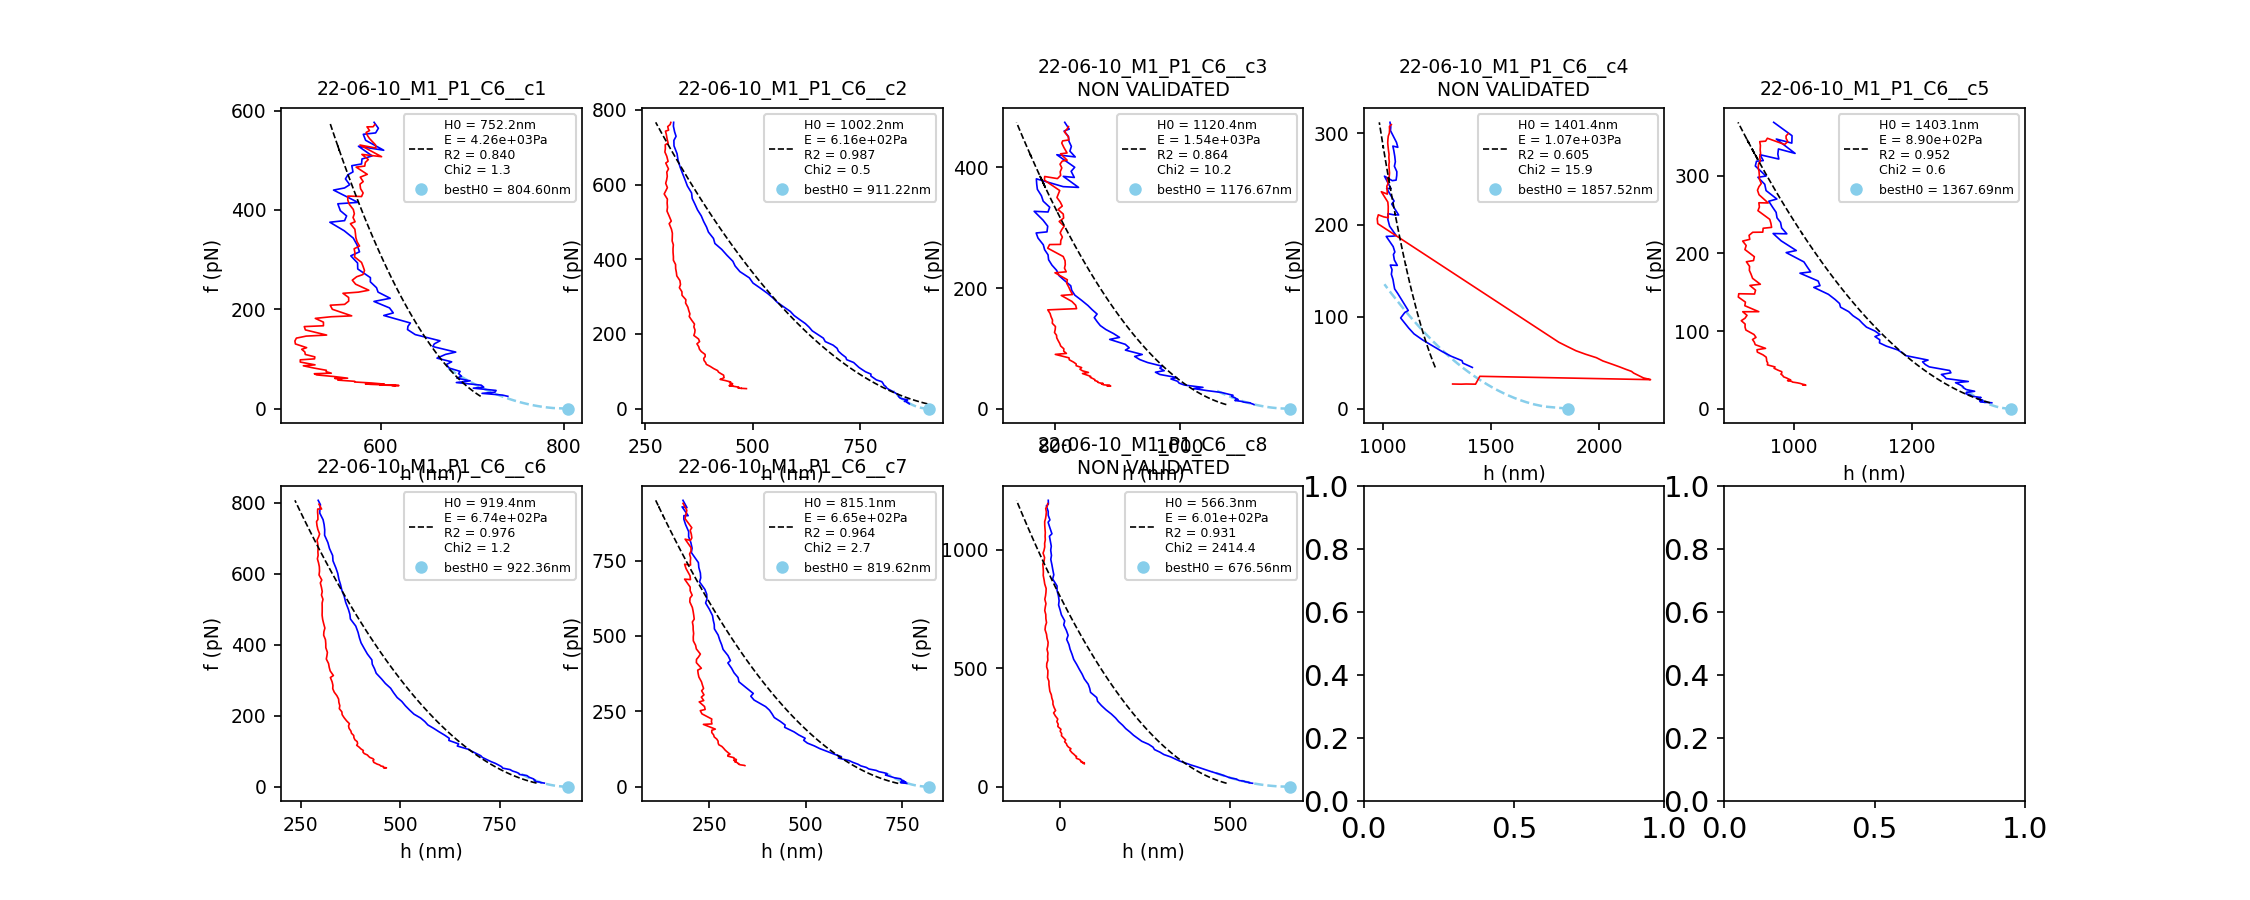 22-06-10_M1_P1_C6__c1
600
400
200
0
f (pN)
600
800
h (nm)
H0 = 752.2nm
E = 4.26e+03Pa
R2 = 0.840
Chi2 = 1.3
bestH0 = 804.60nm
22-06-10_M1_P1_C6__c2
800
600
400
200
0
f (pN)
250
500
750
h (nm)
H0 = 1002.2nm
E = 6.16e+02Pa
R2 = 0.987
Chi2 = 0.5
bestH0 = 911.22nm
22-06-10_M1_P1_C6__c3
NON VALIDATED
400
200
0
f (pN)
800
1000
h (nm)
H0 = 1120.4nm
E = 1.54e+03Pa
R2 = 0.864
Chi2 = 10.2
bestH0 = 1176.67nm
22-06-10_M1_P1_C6__c4
NON VALIDATED
300
200
100
0
f (pN)
1000
1500
2000
h (nm)
H0 = 1401.4nm
E = 1.07e+03Pa
R2 = 0.605
Chi2 = 15.9
bestH0 = 1857.52nm
22-06-10_M1_P1_C6__c5
300
200
100
0
f (pN)
1000
1200
h (nm)
H0 = 1403.1nm
E = 8.90e+02Pa
R2 = 0.952
Chi2 = 0.6
bestH0 = 1367.69nm
22-06-10_M1_P1_C6__c6
800
600
400
200
0
f (pN)
250
500
750
h (nm)
H0 = 919.4nm
E = 6.74e+02Pa
R2 = 0.976
Chi2 = 1.2
bestH0 = 922.36nm
22-06-10_M1_P1_C6__c7
750
500
250
0
f (pN)
250
500
750
h (nm)
H0 = 815.1nm
E = 6.65e+02Pa
R2 = 0.964
Chi2 = 2.7
bestH0 = 819.62nm
22-06-10_M1_P1_C6__c8
NON VALIDATED
1000
500
0
f (pN)
0
500
h (nm)
H0 = 566.3nm
E = 6.01e+02Pa
R2 = 0.931
Chi2 = 2414.4
bestH0 = 676.56nm
1.0
0.8
0.6
0.4
0.2
0.0
0.0
0.5
1.0
1.0
0.8
0.6
0.4
0.2
0.0
0.0
0.5
1.0